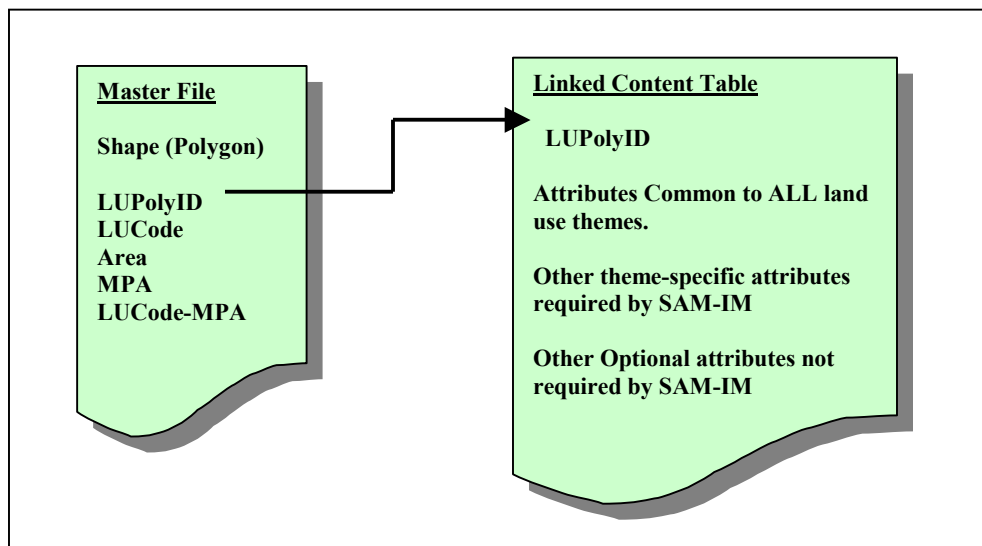 Master File
Shape (Polygon)
LUPolyID
LUCode
Area
MPA
LUCode-MPA
Linked Content Table
LUPolyID
Attributes Common to ALL land
use themes.
Other theme-specific attributes
required by SAM-IM
Other Optional attributes not
required by SAM-IM